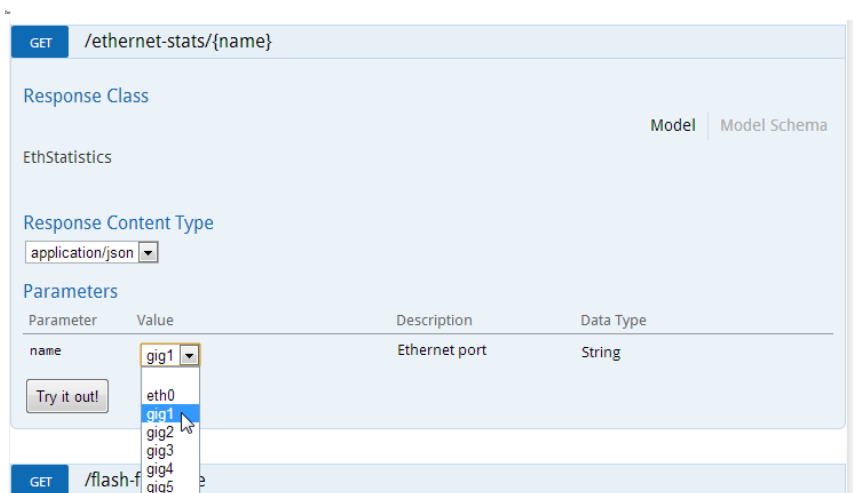 GET /ethernet-stats/{name}
Response Class
Model Model Schema
EthStatistics
Response Content Type
application/json
Parameters
Parameter Value Description Data Type
name gig1 Ethernet port String
Try it out!
eth0
gig1
gig2
gig3
gig4
gig5
GET /flash-f